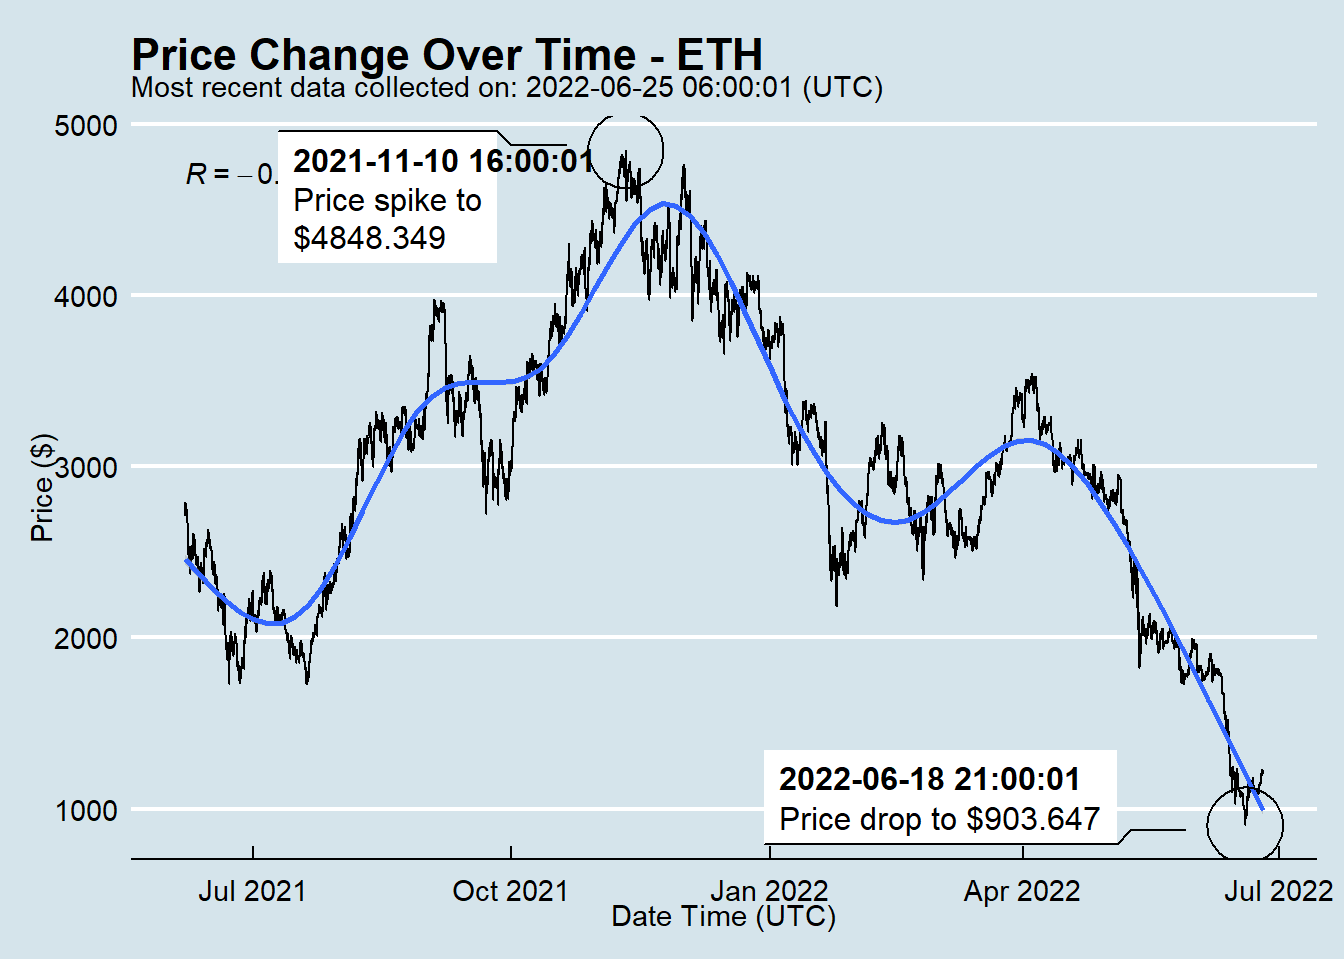 Price Change Over Time - ETH
Most recent data collected on: 2022-06-25 06:00:01 (UTC)
5000
4000
3000
2000
1000
Price ($)
R = −0.
2021-11-10 16:00:01
Price spike to
$4848.349
2022-06-18 21:00:01
Price drop to $903.647
Jul 2021
Oct 2021
Jan 2022
Apr 2022
Jul 2022
Date Time (UTC)